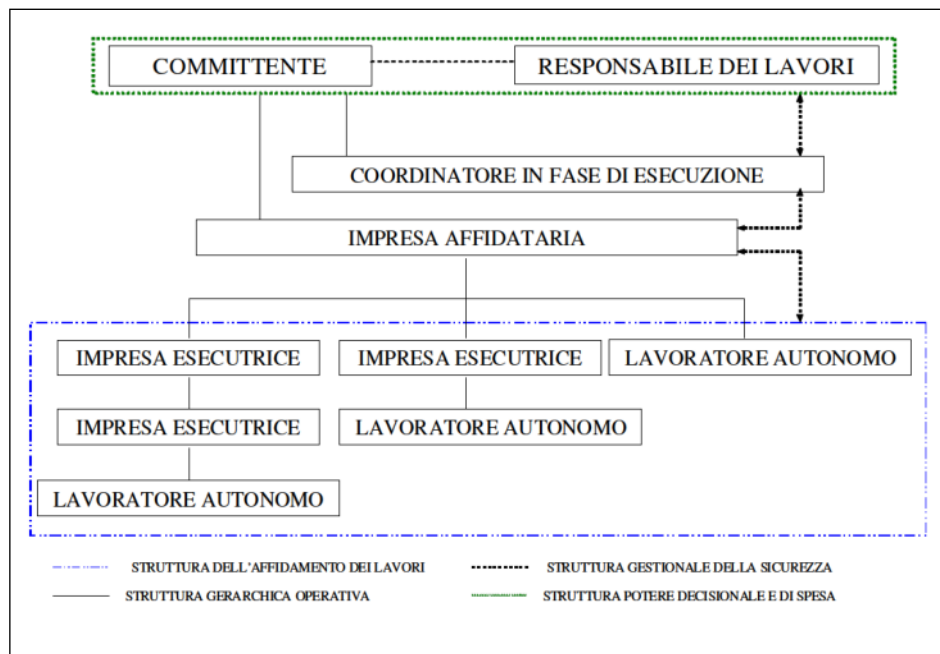 COMMITTENTE
RESPONSABILE DEI LAVORI
COORDINATORE IN FASE DI ESECUZIONE
IMPRESA AFFIDATARIA
IMPRESA ESECUTRICE
IMPRESA ESECUTRICE
LAVORATORE AUTONOMO
IMPRESA ESECUTRICE
LAVORATORE AUTONOMO
LAVORATORE AUTONOMO
STRUTTURA DELL'AFFIDAMENTO DEI LAVORI
STRUTTURA GESTIONALE DELLA SICUREZZA
STRUTTURA GERARCHICA OPERATIVA
STRUTTURA POTERE DECISIONALE E DI SPESA